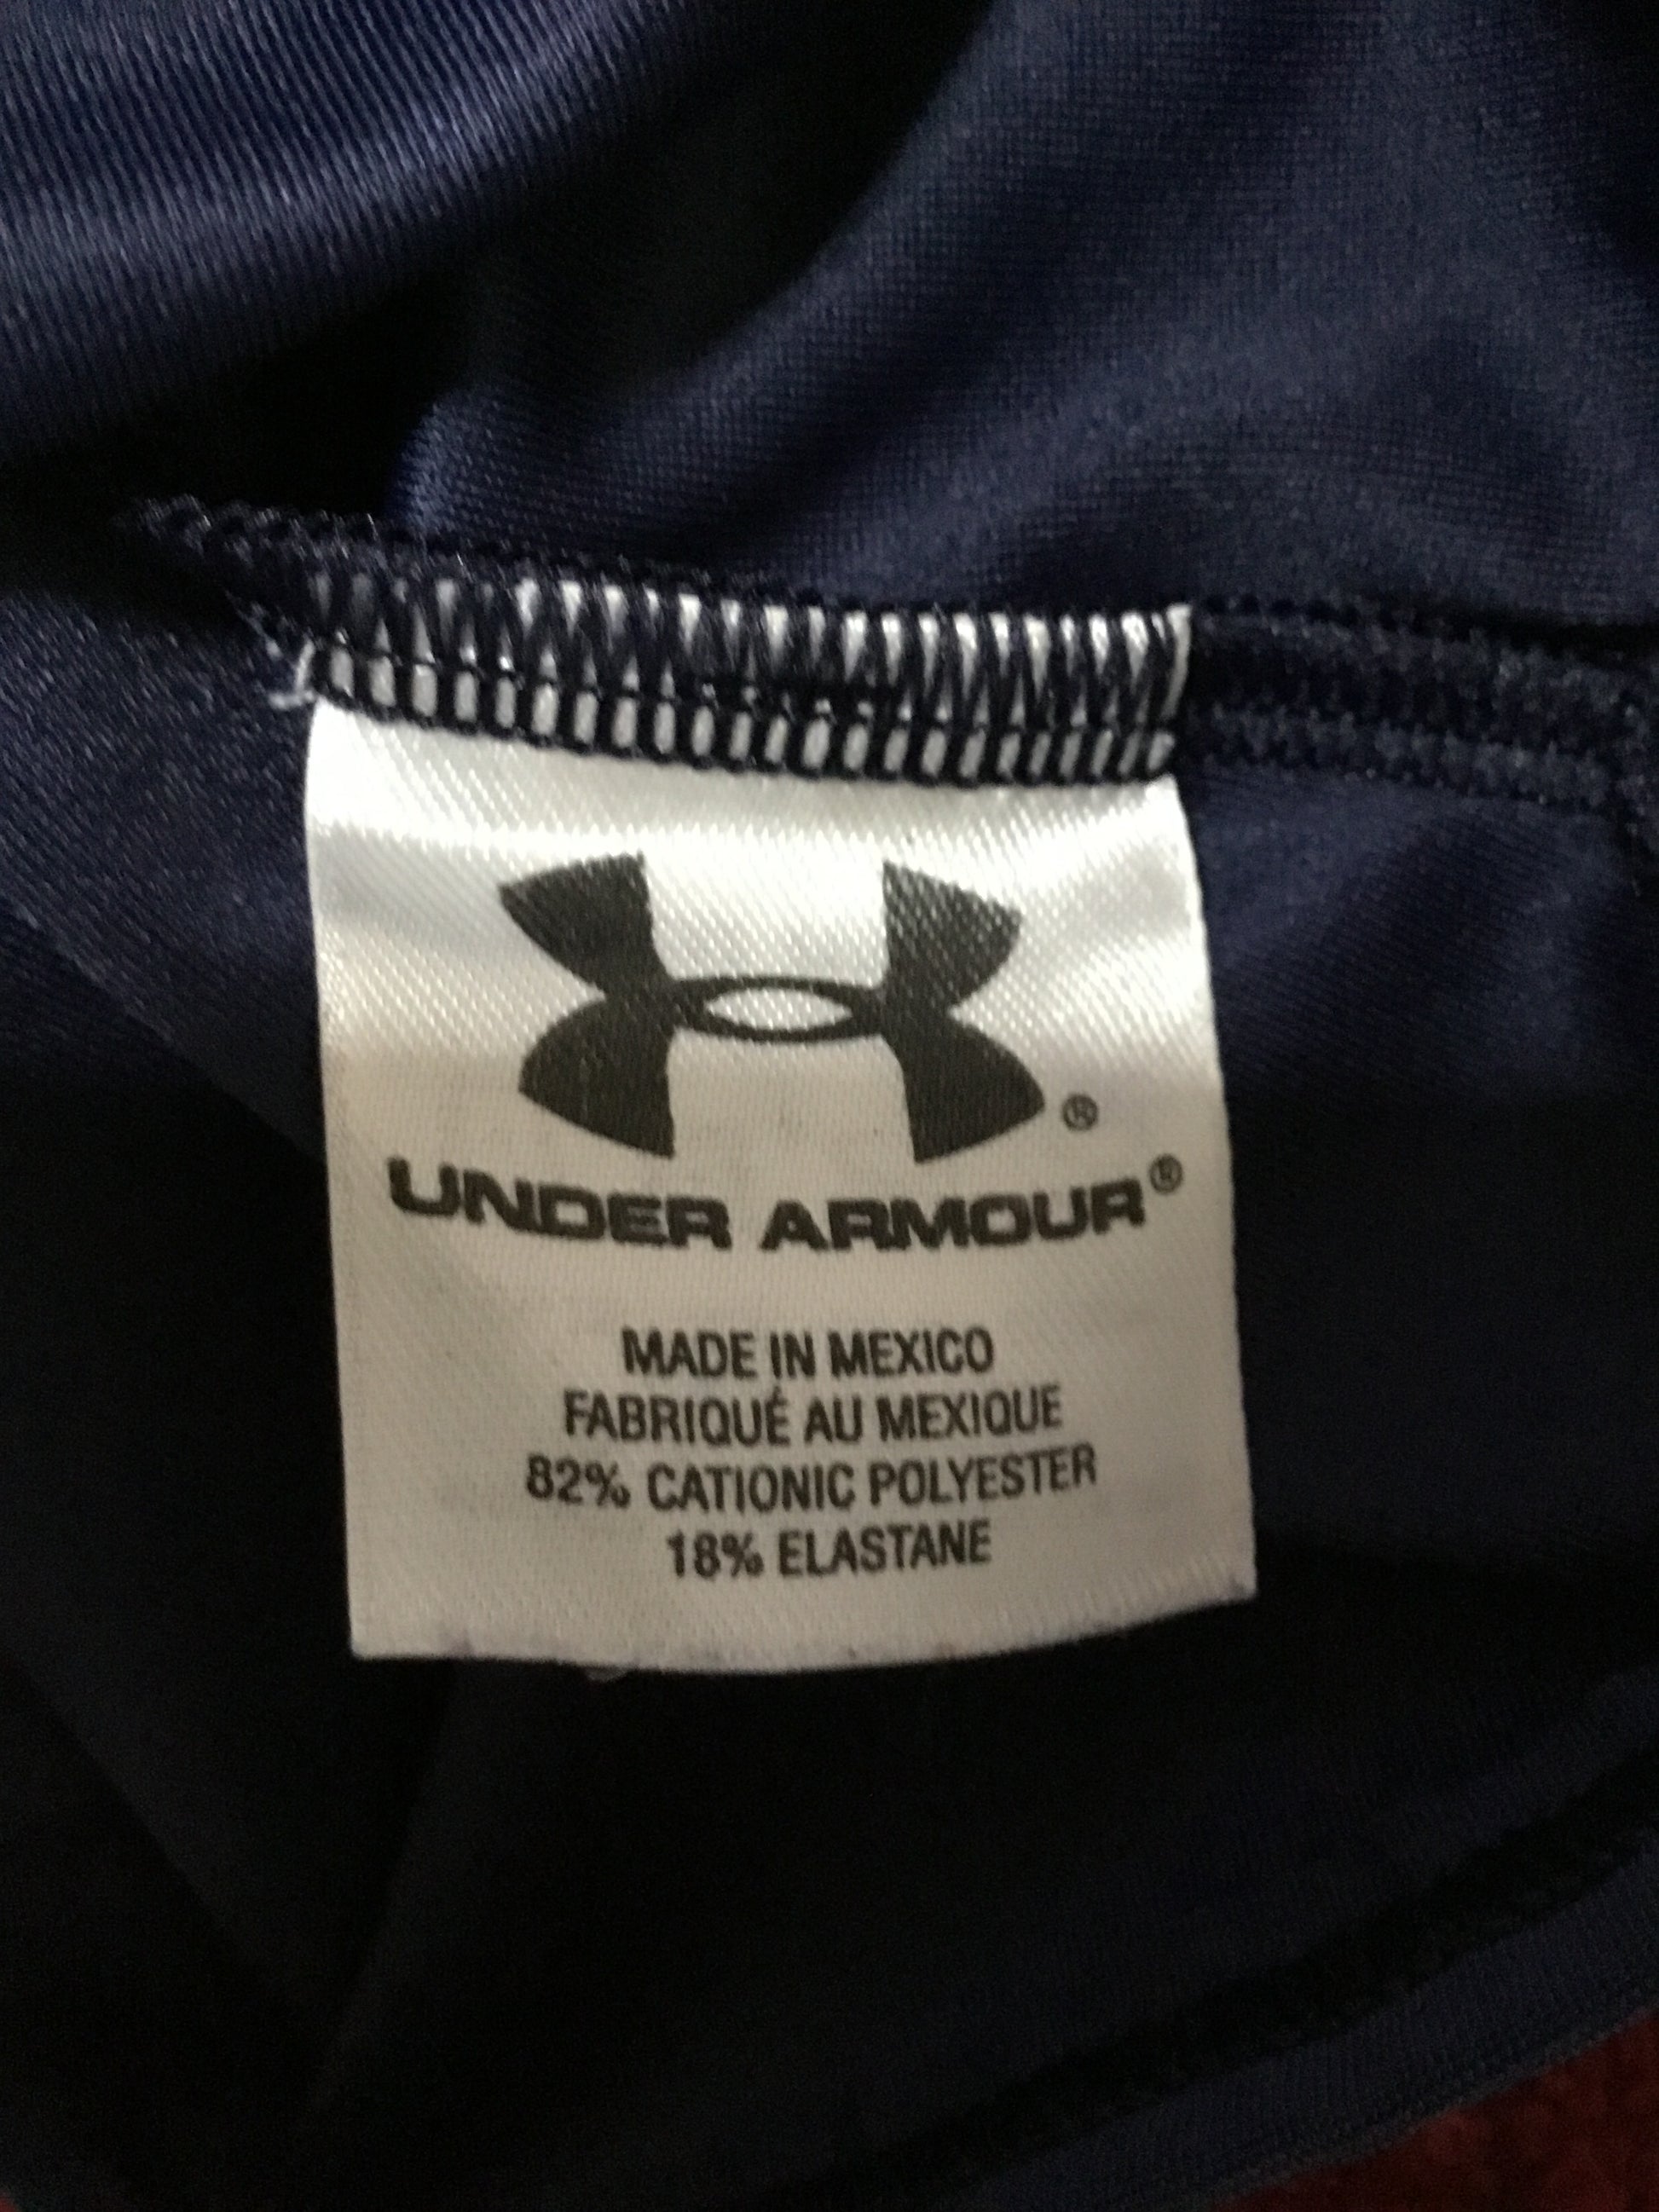 ®
UNDER ARMOUR®
MADE IN MEXICO
FABRIQUÉ AU MEXIQUE
82% CATIONIC POLYESTER
18% ELASTANE